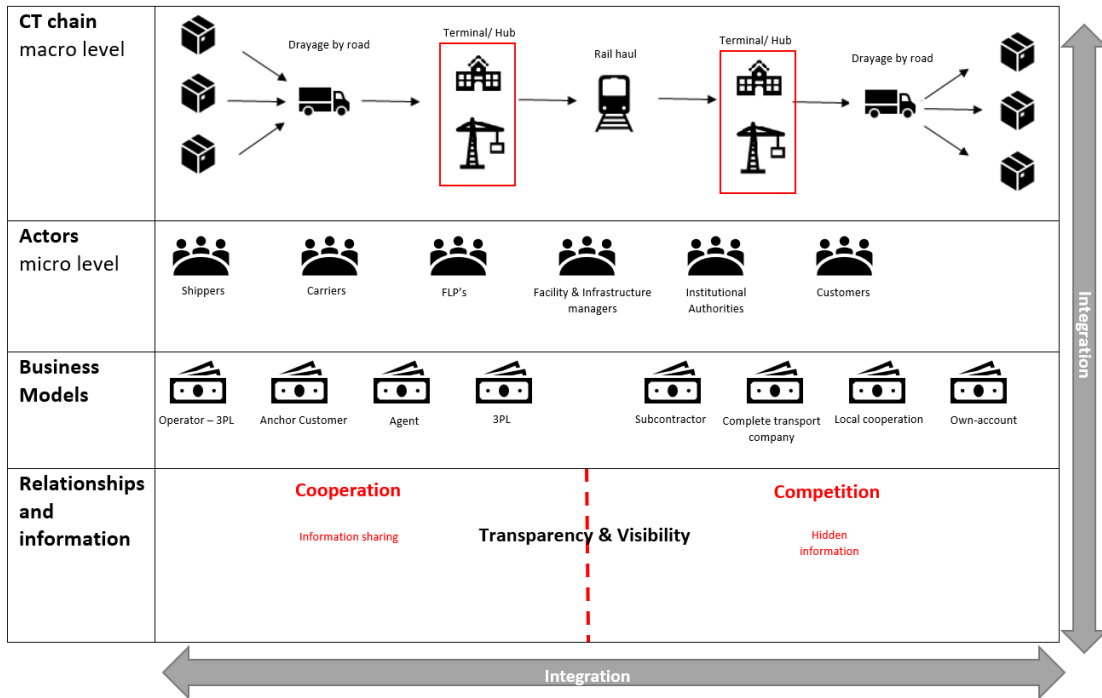 CT chain
macro level
Drayage by road
Terminal/ Hub
Rail haul
Terminal/ Hub
Drayage by road
Actors
micro level
Shippers
Carriers
FLP's
Facility & Infrastructure
managers
Institutional
Authorities
Customers
Business
Models
Operator – 3PL
Anchor Customer
Agent
3PL
Subcontractor
Complete transport
company
Local cooperation
Own-account
Relationships
and
information
Cooperation
Competition
Information sharing
Transparency & Visibility
Hidden
information
Integration
Integration